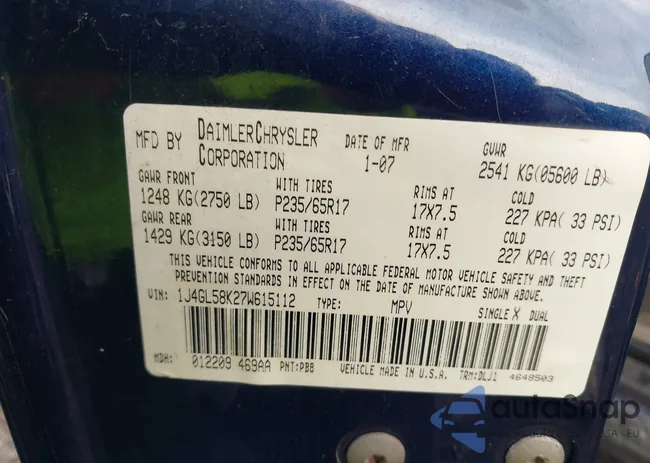 MFD BY DAIMLERCHRYSLER CORPORATION DATE OF MFR 1-07 GVWR 2541 KG(05600 LB)
GAWR FRONT WITH TIRES RIMS AT COLD
1248 KG(2750 LB) P235/65R17 17X7.5 227 KPA( 33 PSI)
GAWR REAR WITH TIRES RIMS AT COLD
1429 KG(3150 LB) P235/65R17 17X7.5 227 KPA( 33 PSI)
THIS VEHICLE CONFORMS TO ALL APPLICABLE FEDERAL MOTOR VEHICLE SAFETY AND THEFT
PREVENTION STANDARDS IN EFFECT ON THE DATE OF MANUFACTURE SHOWN ABOVE.
VIN: 1J4GL58K27W615112 TYPE: MPV SINGLE X DUAL
MDH: 012209 469AA PNT:PB8 VEHICLE MADE IN U.S.A. TRM:DLJ1 4648503
autoSnap